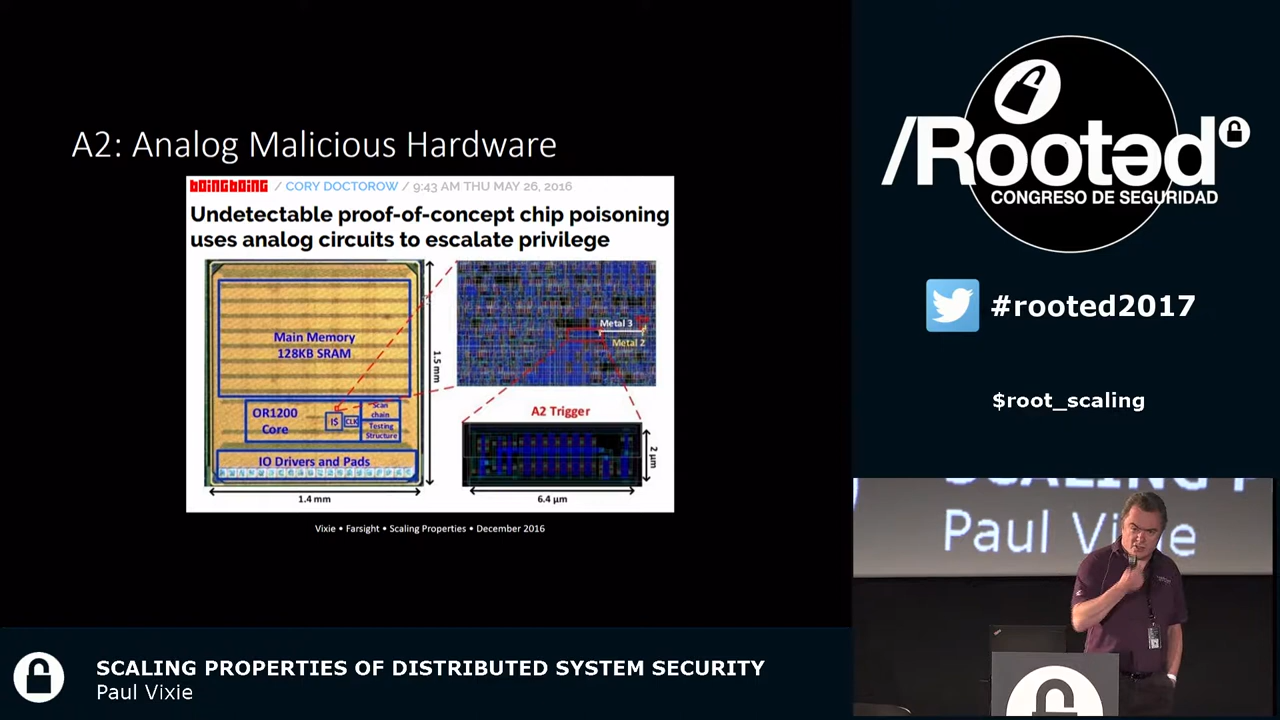 A2: Analog Malicious Hardware
boingboing / CORY DOCTOROW / 9:43 AM THU MAY 26, 2016
Undetectable proof-of-concept chip poisoning
uses analog circuits to escalate privilege
Main Memory
128KB SRAM
1.5 mm
OR1200
Core
I$
CLK
Scan
chain
Testing
Structure
IO Drivers and Pads
1.4 mm
Metal 3
Metal 2
A2 Trigger
2 μm
6.4 μm
Vixie • Farsight • Scaling Properties • December 2016
/Rooted
CONGRESO DE SEGURIDAD
#rooted2017
$root_scaling
SCALING P
Paul Vixie
SCALING PROPERTIES OF DISTRIBUTED SYSTEM SECURITY
Paul Vixie